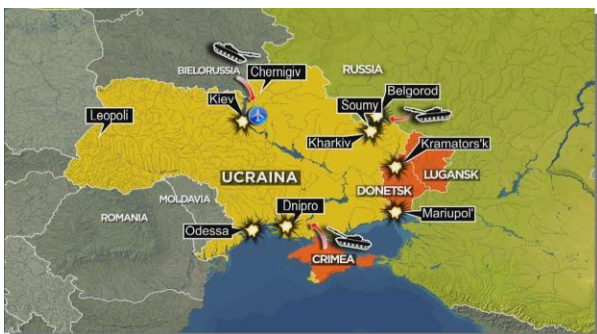 BIELORUSSIA
Chernigiv
RUSSIA
Kiev
Belgorod
Soumy
Leopoli
Kharkiv
Kramators'k
UCRAINA
LUGANSK
DONETSK
MOLDAVIA
ROMANIA
Dnipro
Mariupol'
Odessa
CRIMEA